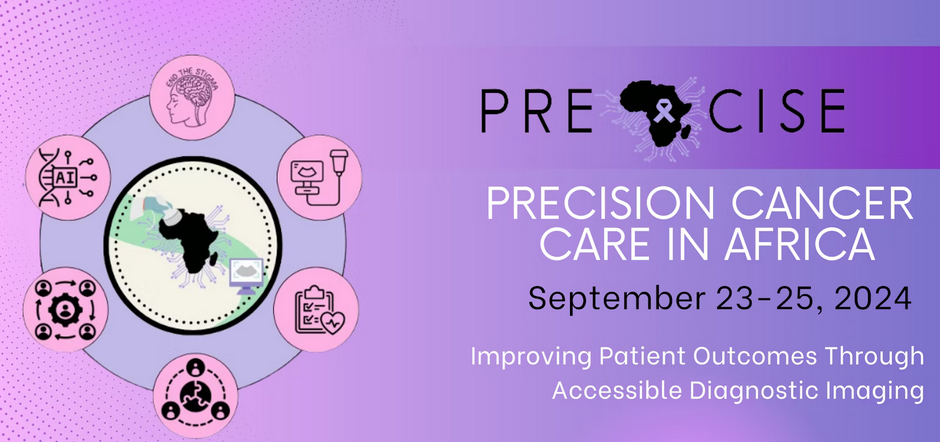 END THE STIGMA
AI
PRE CISE
PRECISION CANCER
CARE IN AFRICA
September 23-25, 2024
Improving Patient Outcomes Through
Accessible Diagnostic Imaging